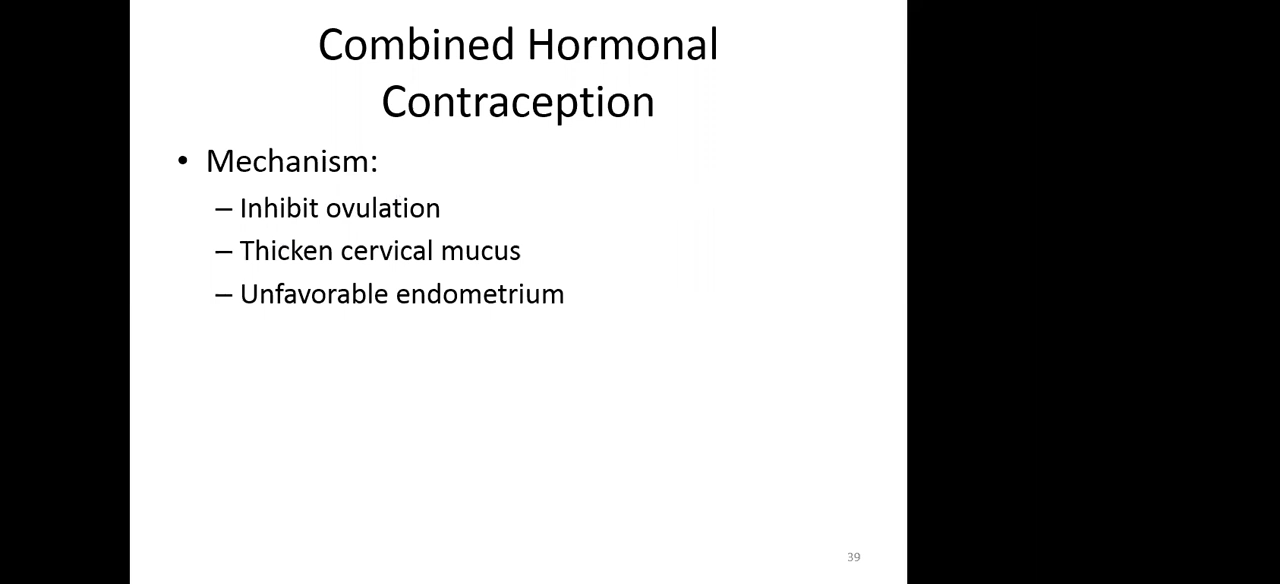 Combined Hormonal
Contraception
• Mechanism:
– Inhibit ovulation
– Thicken cervical mucus
– Unfavorable endometrium
39